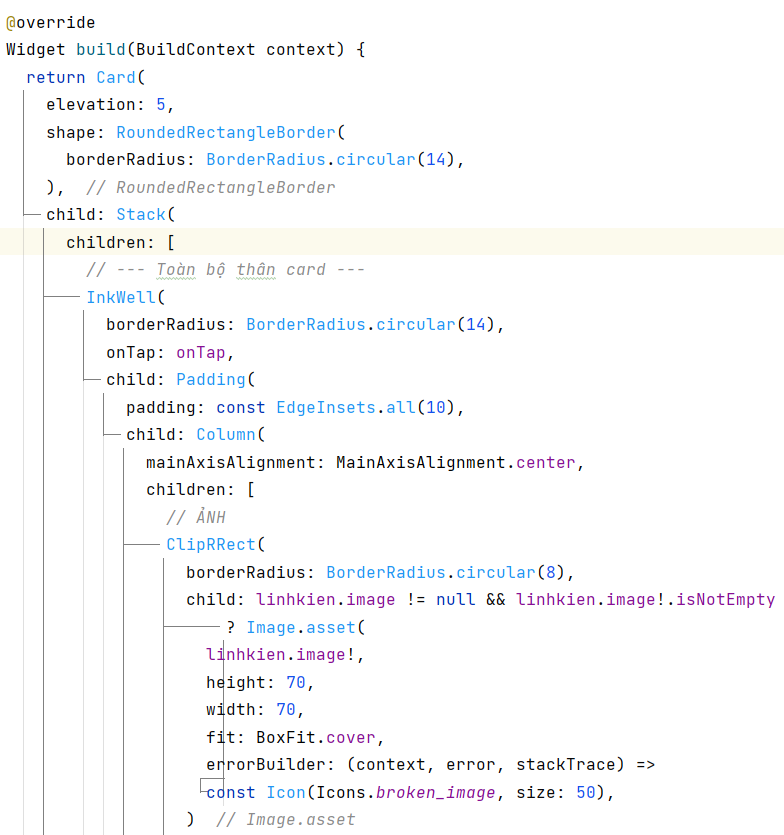 @override
Widget build(BuildContext context) {
  return Card(
    elevation: 5,
    shape: RoundedRectangleBorder(
      borderRadius: BorderRadius.circular(14),
    ),  // RoundedRectangleBorder
    child: Stack(
      children: [
        // --- Toàn bộ thân card ---
        InkWell(
          borderRadius: BorderRadius.circular(14),
          onTap: onTap,
          child: Padding(
            padding: const EdgeInsets.all(10),
            child: Column(
              mainAxisAlignment: MainAxisAlignment.center,
              children: [
                // ẢNH
                ClipRRect(
                  borderRadius: BorderRadius.circular(8),
                  child: linhkien.image != null && linhkien.image!.isNotEmpty
                      ? Image.asset(
                    linhkien.image!,
                    height: 70,
                    width: 70,
                    fit: BoxFit.cover,
                    errorBuilder: (context, error, stackTrace) =>
                    const Icon(Icons.broken_image, size: 50),
                  )  // Image.asset